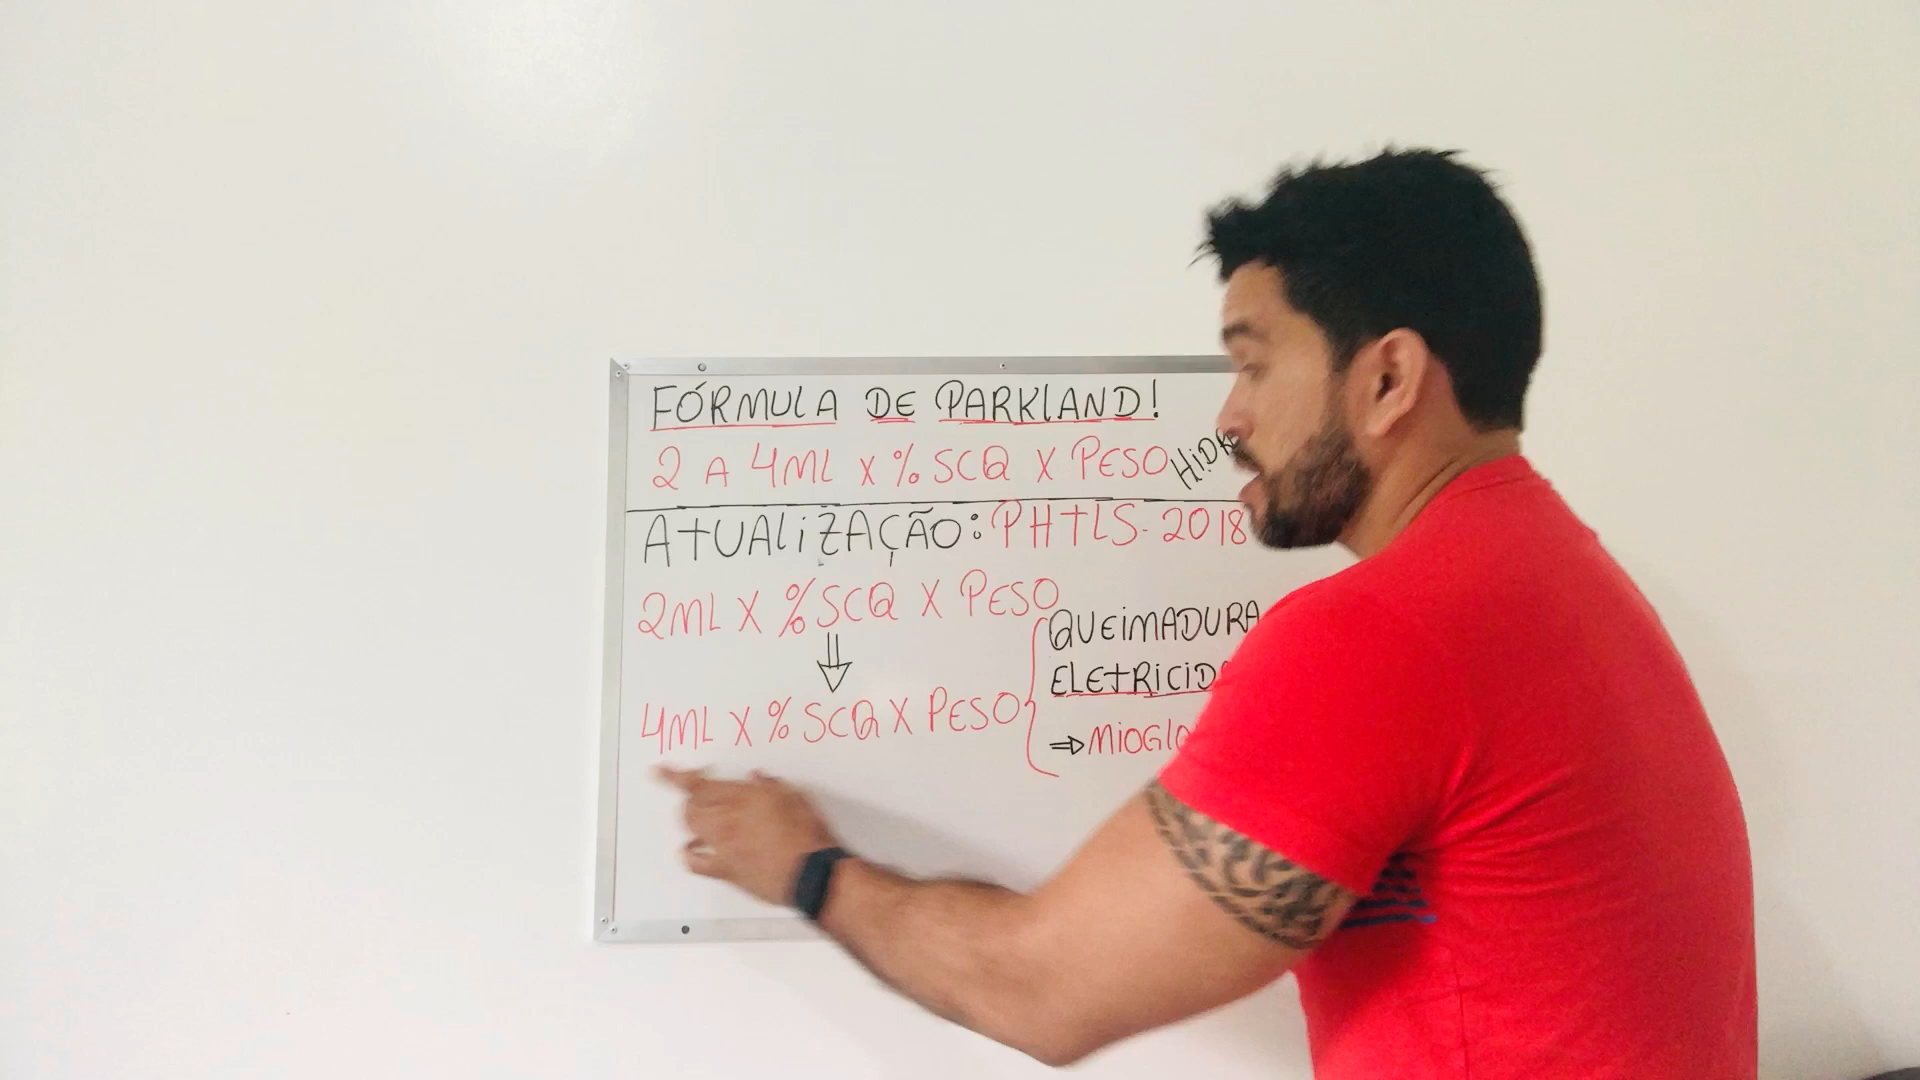 FÓRMULA DE PARKLAND!
2 A 4ML X % SCQ X PESO
ATUALIZAÇÃO: PHTLS-2018
2ML X % SCQ X PESO
QUEIMADURA
4ML X % SCQ X PESO